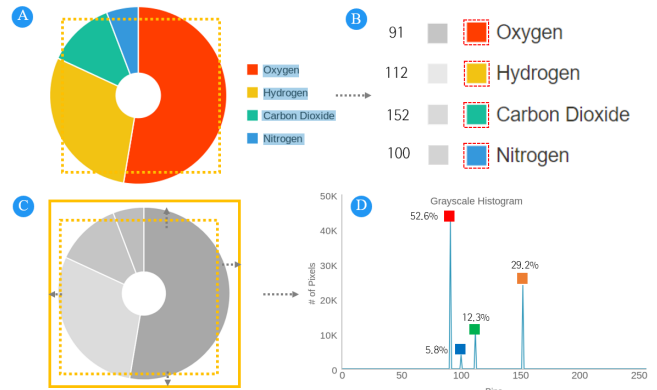 A
Oxygen
Hydrogen
Carbon Dioxide
Nitrogen
B
91 Oxygen
112 Hydrogen
152 Carbon Dioxide
100 Nitrogen
C
D
Grayscale Histogram
# of Pixels
50K
40K
30K
20K
10K
0
52.6%
5.8%
12.3%
29.2%
0 50 100 150 200 250